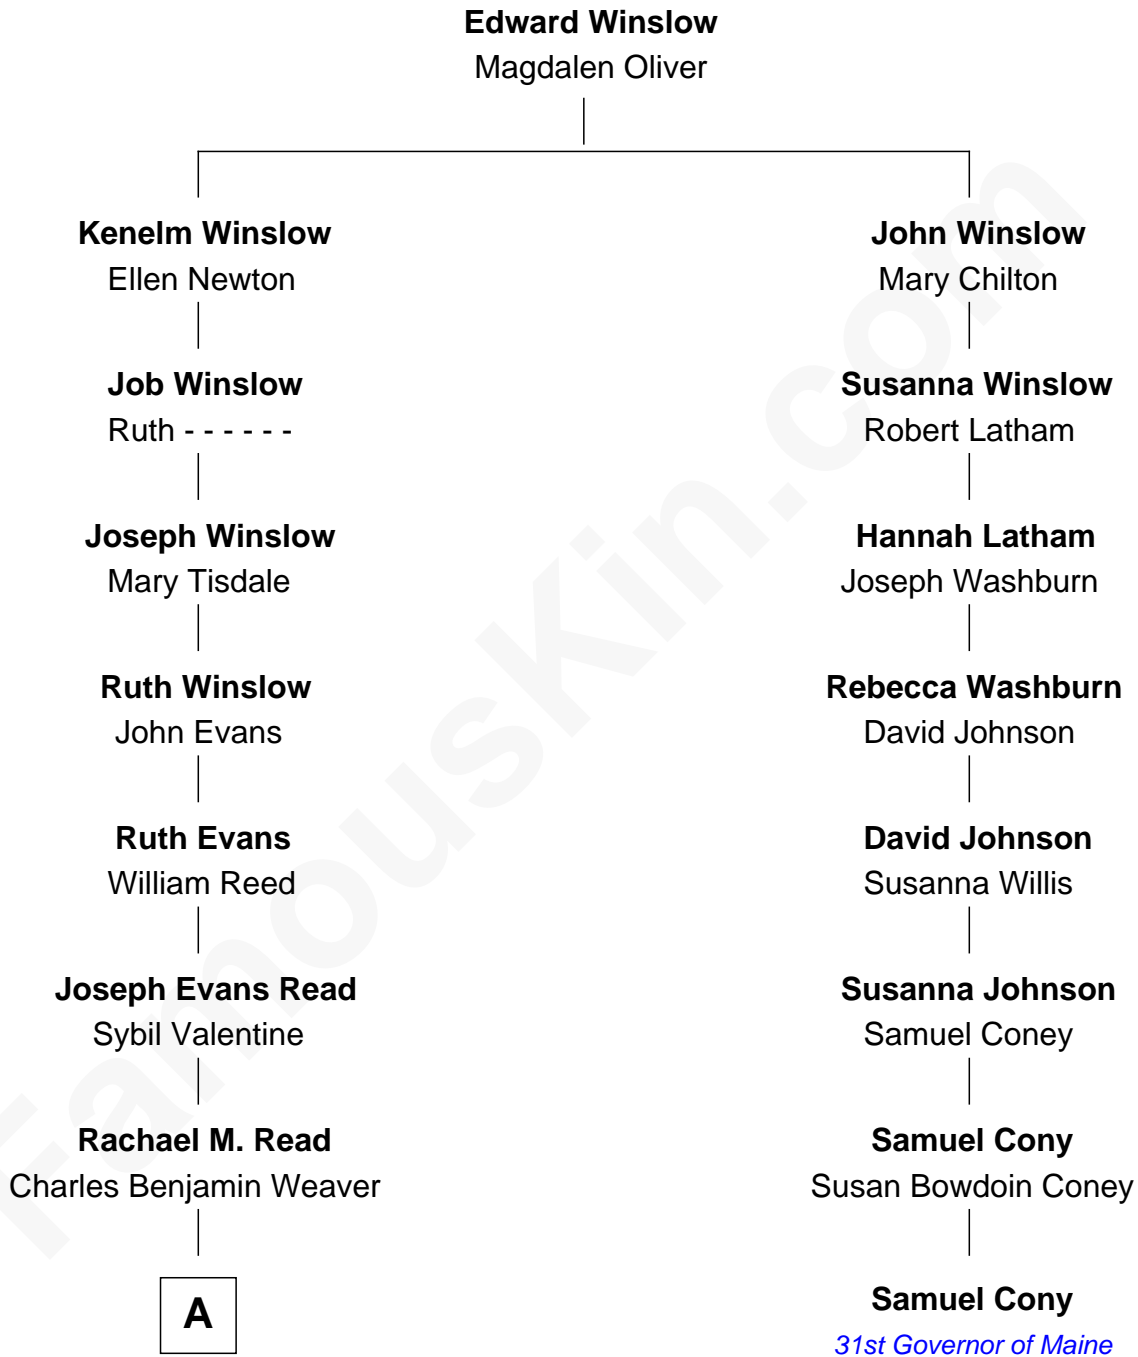 Edward Winslow
Magdalen Oliver
Kenelm Winslow
Ellen Newton
John Winslow
Mary Chilton
Job Winslow
Ruth - - - - - -
Susanna Winslow
Robert Latham
Joseph Winslow
Mary Tisdale
Hannah Latham
Joseph Washburn
Ruth Winslow
John Evans
Rebecca Washburn
David Johnson
Ruth Evans
William Reed
David Johnson
Susanna Willis
Joseph Evans Read
Sybil Valentine
Susanna Johnson
Samuel Coney
Rachael M. Read
Charles Benjamin Weaver
Samuel Cony
Susan Bowdoin Coney
A
Samuel Cony
31st Governor of Maine
FamousKin.com